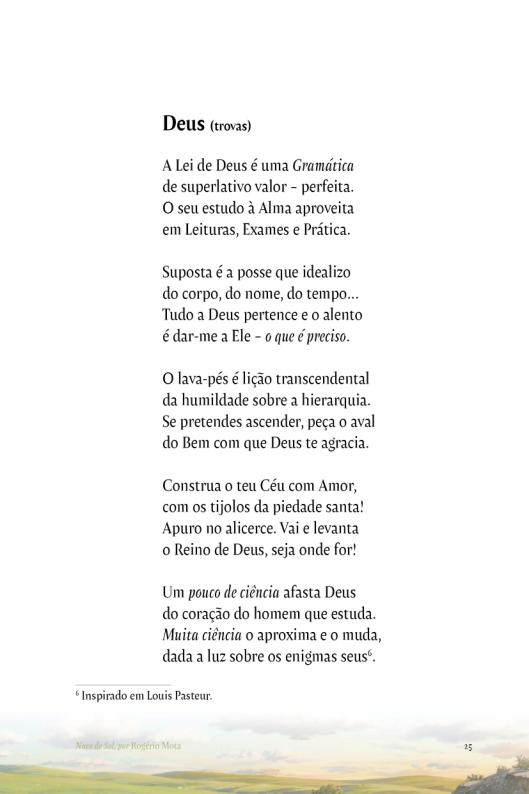 Deus (trovas)
A Lei de Deus é uma Gramática
de superlativo valor – perfeita.
O seu estudo à Alma aproveita
em Leituras, Exames e Prática.
Suposta é a posse que idealizo
do corpo, do nome, do tempo...
Tudo a Deus pertence e o alento
é dar-me a Ele – o que é preciso.
O lava-pés é lição transcendental
da humildade sobre a hierarquia.
Se pretendes ascender, peça o aval
do Bem com que Deus te agracia.
Construa o teu Céu com Amor,
com os tijolos da piedade santa!
Apuro no alicerce. Vai e levanta
o Reino de Deus, seja onde for!
Um pouco de ciência afasta Deus
do coração do homem que estuda.
Muita ciência o aproxima e o muda,
dada a luz sobre os enigmas seus⁶.
⁶ Inspirado em Louis Pasteur.
de Sol, por Rogério Mota 25